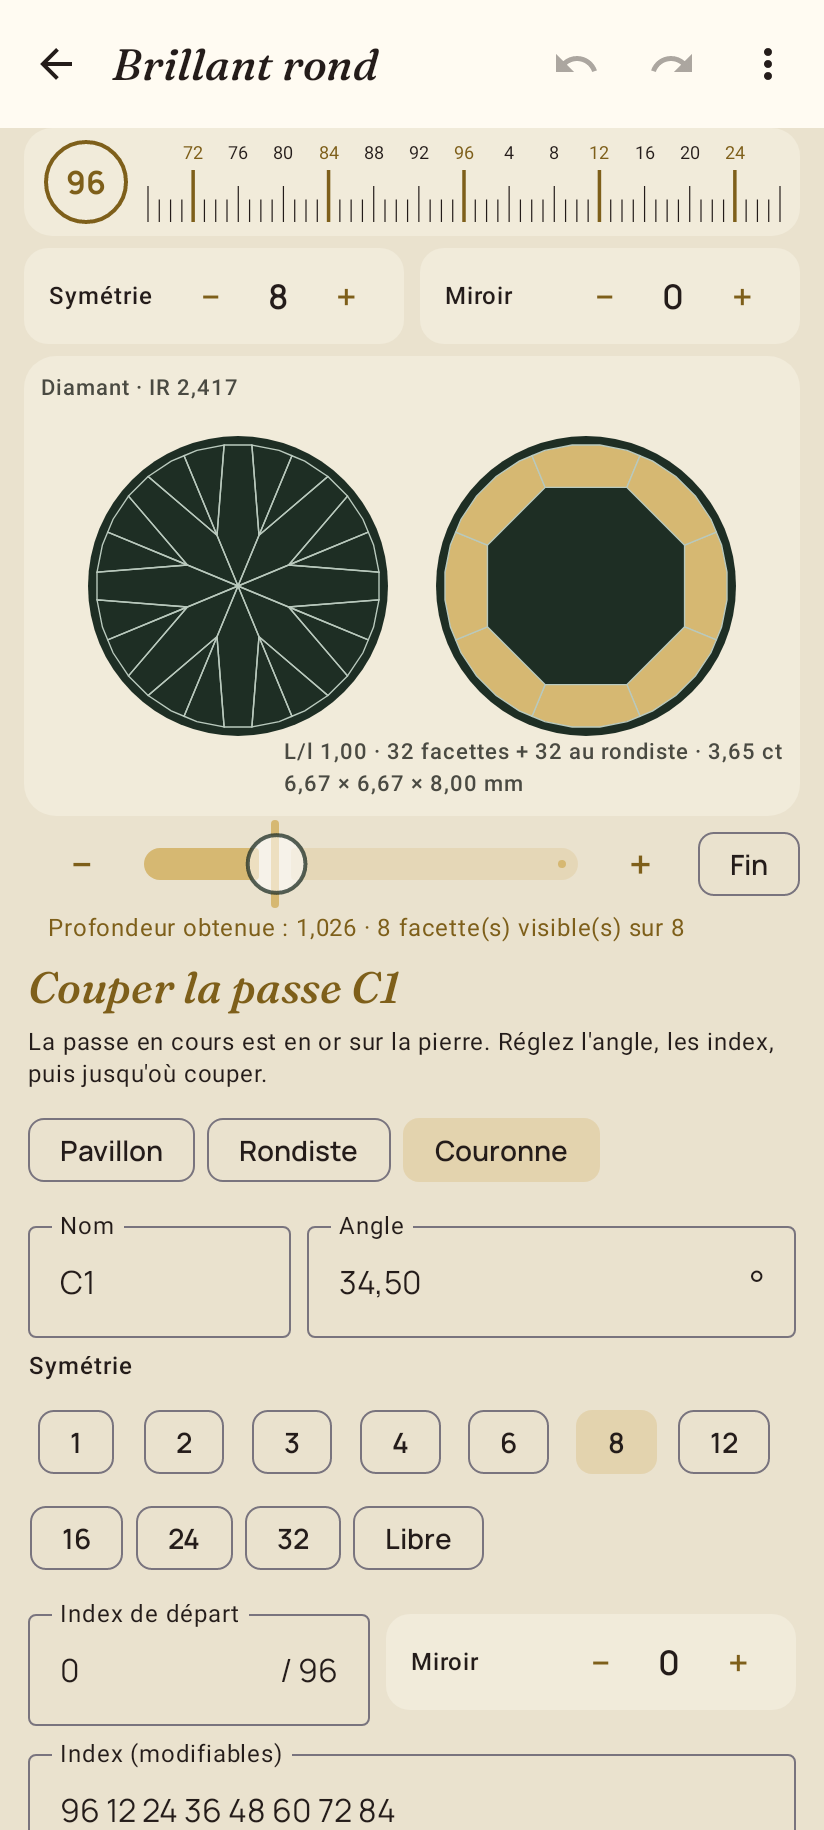 Brillant rond
96
72 76 80 84 88 92 96 4 8 12 16 20 24
Symétrie − 8 +
Miroir − 0 +
Diamant · IR 2,417
L/l 1,00 · 32 facettes + 32 au rondiste · 3,65 ct
6,67 × 6,67 × 8,00 mm
− + Fin
Profondeur obtenue : 1,026 · 8 facette(s) visible(s) sur 8
Couper la passe C1
La passe en cours est en or sur la pierre. Réglez l'angle, les index,
puis jusqu'où couper.
Pavillon Rondiste Couronne
Nom Angle
C1 34,50 °
Symétrie
1 2 3 4 6 8 12
16 24 32 Libre
Index de départ
0 / 96
Miroir − 0 +
Index (modifiables)
96 12 24 36 48 60 72 84